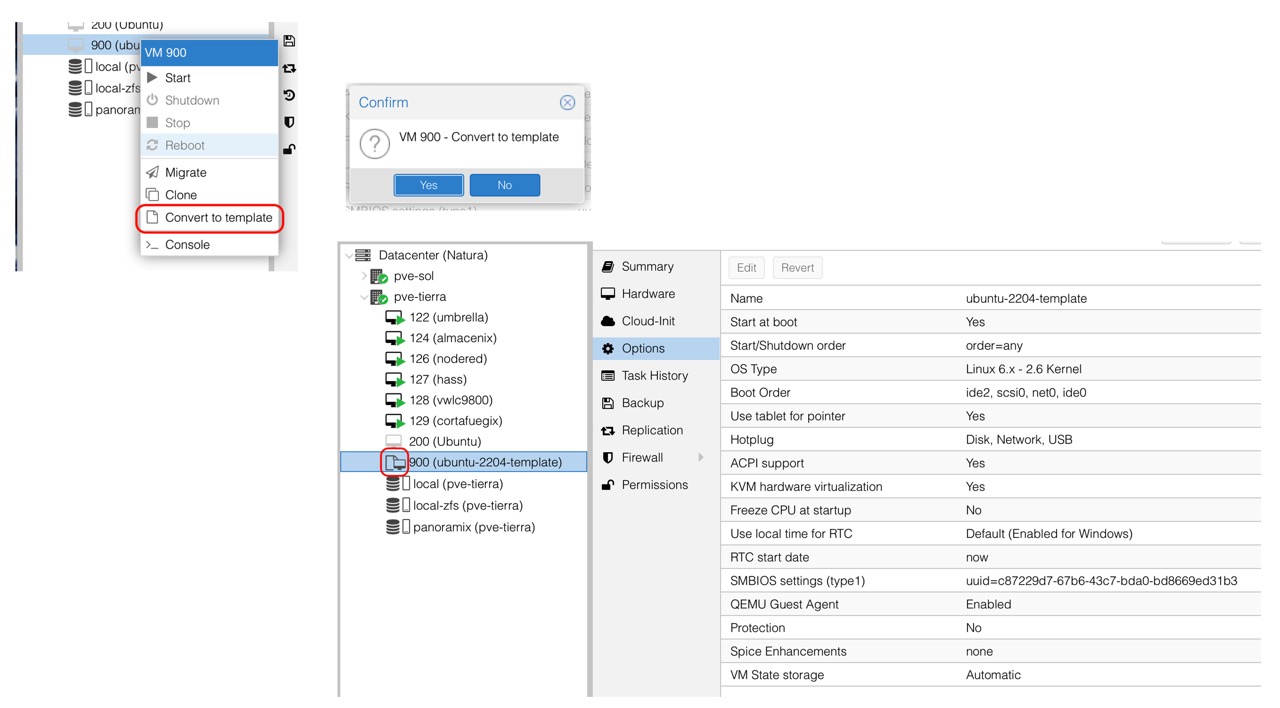 200 (Ubuntu)
900 (ubu
local (pv
local-zfs
panoran
VM 900
Start
Shutdown
Stop
Reboot
Migrate
Clone
Convert to template
Console
Confirm
VM 900 - Convert to template
Yes
No
SMBIOS settings (type1)
Datacenter (Natura)
pve-sol
pve-tierra
122 (umbrella)
124 (almacenix)
126 (nodered)
127 (hass)
128 (vwlc9800)
129 (cortafuegix)
200 (Ubuntu)
900 (ubuntu-2204-template)
local (pve-tierra)
local-zfs (pve-tierra)
panoramix (pve-tierra)
Summary
Hardware
Cloud-Init
Options
Task History
Backup
Replication
Firewall
Permissions
Edit Revert
Name ubuntu-2204-template
Start at boot Yes
Start/Shutdown order order=any
OS Type Linux 6.x - 2.6 Kernel
Boot Order ide2, scsi0, net0, ide0
Use tablet for pointer Yes
Hotplug Disk, Network, USB
ACPI support Yes
KVM hardware virtualization Yes
Freeze CPU at startup No
Use local time for RTC Default (Enabled for Windows)
RTC start date now
SMBIOS settings (type1) uuid=c87229d7-67b6-43c7-bda0-bd8669ed31b3
QEMU Guest Agent Enabled
Protection No
Spice Enhancements none
VM State storage Automatic